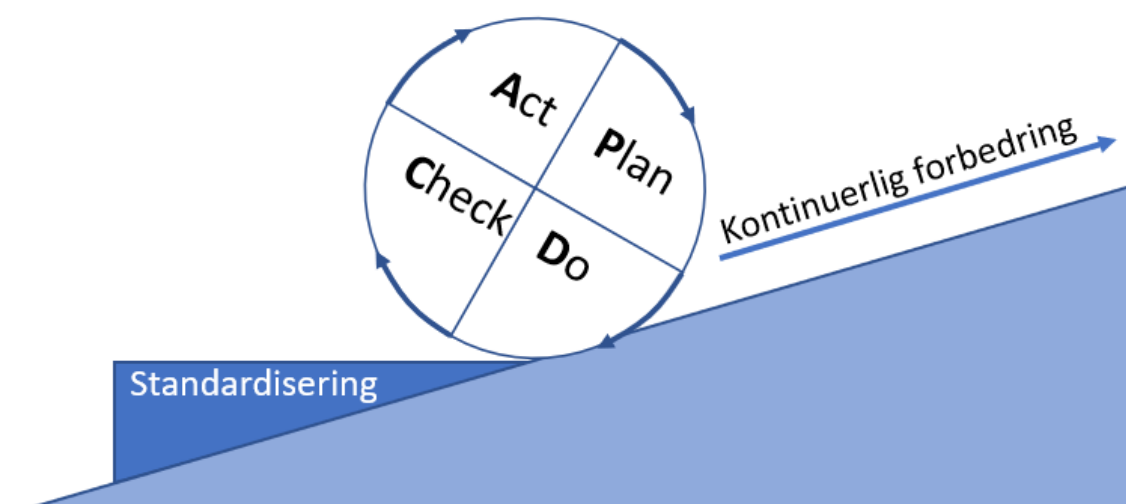 Act
Plan
Check
Do
Kontinuerlig forbedring
Standardisering